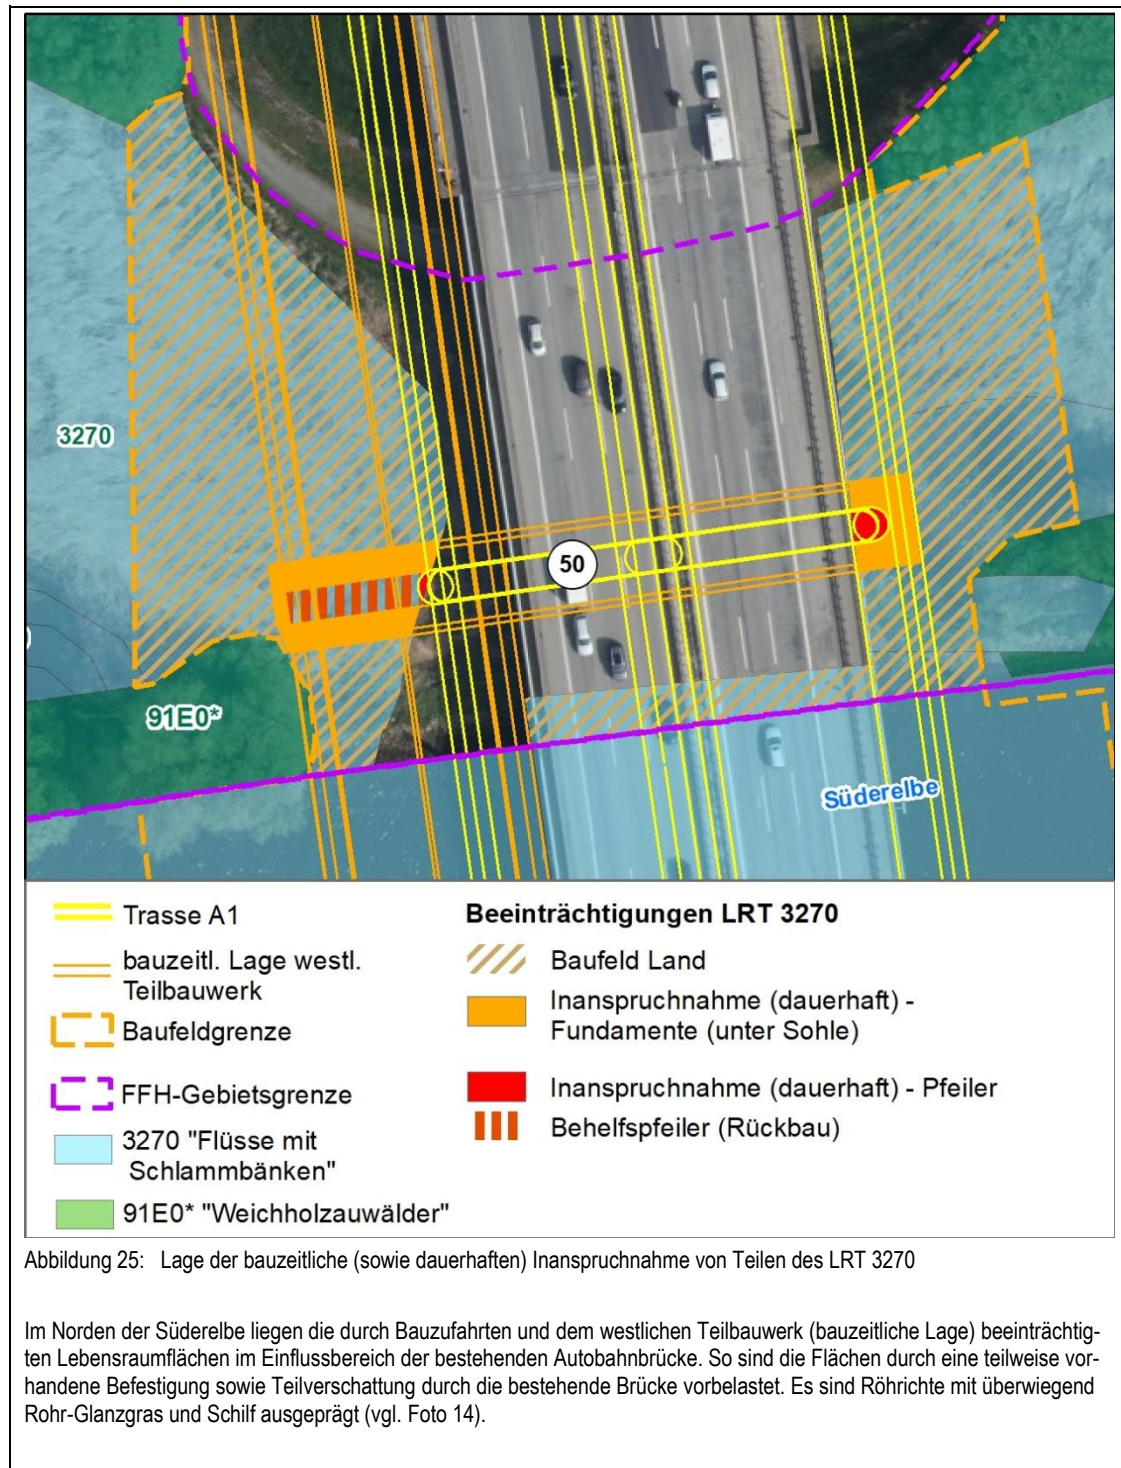 3270
50
91E0*
Süderelbe
Trasse A1
bauzeitl. Lage westl.
Teilbauwerk
Baufeldgrenze
FFH-Gebietsgrenze
3270 "Flüsse mit
Schlammbänken"
91E0* "Weichholzauwälder"
Beeinträchtigungen LRT 3270
Baufeld Land
Inanspruchnahme (dauerhaft) -
Fundamente (unter Sohle)
Inanspruchnahme (dauerhaft) - Pfeiler
Behelfspfeiler (Rückbau)
Abbildung 25: Lage der bauzeitliche (sowie dauerhaften) Inanspruchnahme von Teilen des LRT 3270
Im Norden der Süderelbe liegen die durch Bauzufahrten und dem westlichen Teilbauwerk (bauzeitliche Lage) beeinträchtig-
ten Lebensraumflächen im Einflussbereich der bestehenden Autobahnbrücke. So sind die Flächen durch eine teilweise vor-
handene Befestigung sowie Teilverschattung durch die bestehende Brücke vorbelastet. Es sind Röhrichte mit überwiegend
Rohr-Glanzgras und Schilf ausgeprägt (vgl. Foto 14).